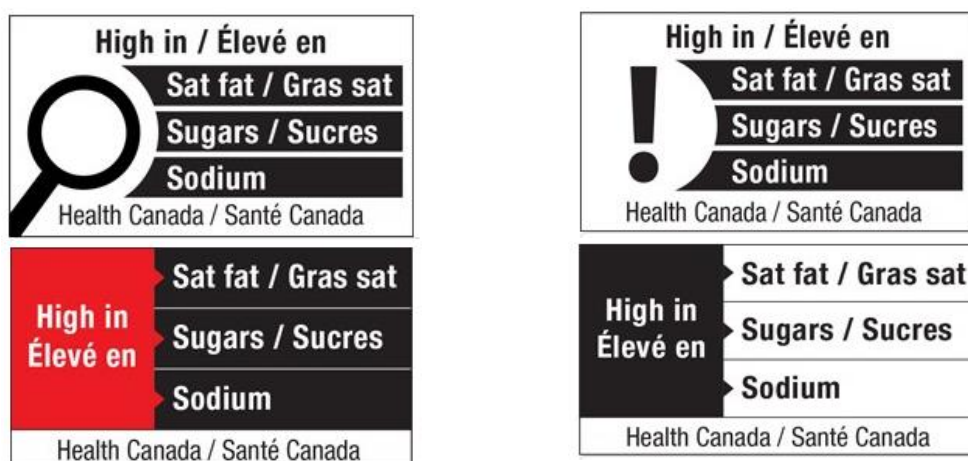 High in / Élevé en
Sat fat / Gras sat
Sugars / Sucres
Sodium
Health Canada / Santé Canada
High in / Élevé en
Sat fat / Gras sat
Sugars / Sucres
Sodium
Health Canada / Santé Canada
High in
Élevé en
Sat fat / Gras sat
Sugars / Sucres
Sodium
Health Canada / Santé Canada
High in
Élevé en
Sat fat / Gras sat
Sugars / Sucres
Sodium
Health Canada / Santé Canada